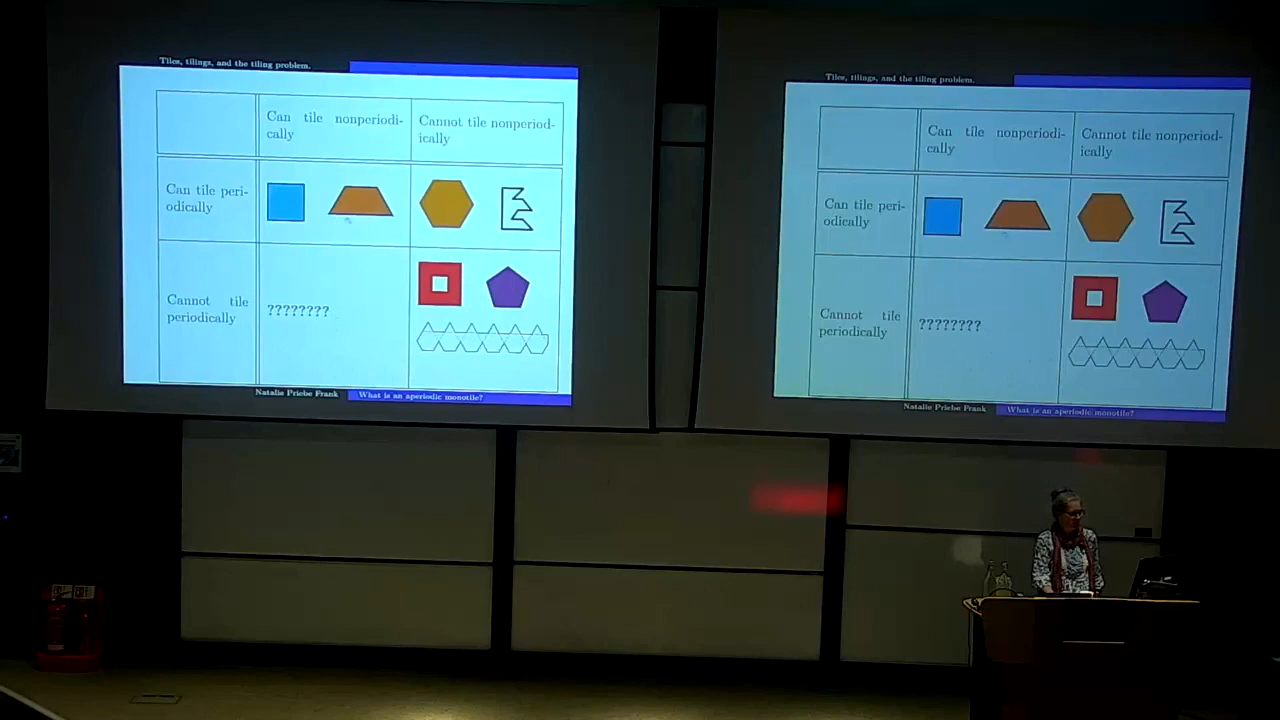 Tiles, tilings, and the tiling problem.
Can tile nonperiodi-
cally
Cannot tile nonperiod-
ically
Can tile peri-
odically
Cannot tile
periodically
????????
Natalie Priebe Frank
What is an aperiodic monotile?
Tiles, tilings, and the tiling problem.
Can tile nonperiodi-
cally
Cannot tile nonperiod-
ically
Can tile peri-
odically
Cannot tile
periodically
????????
Natalie Priebe Frank
What is an aperiodic monotile?